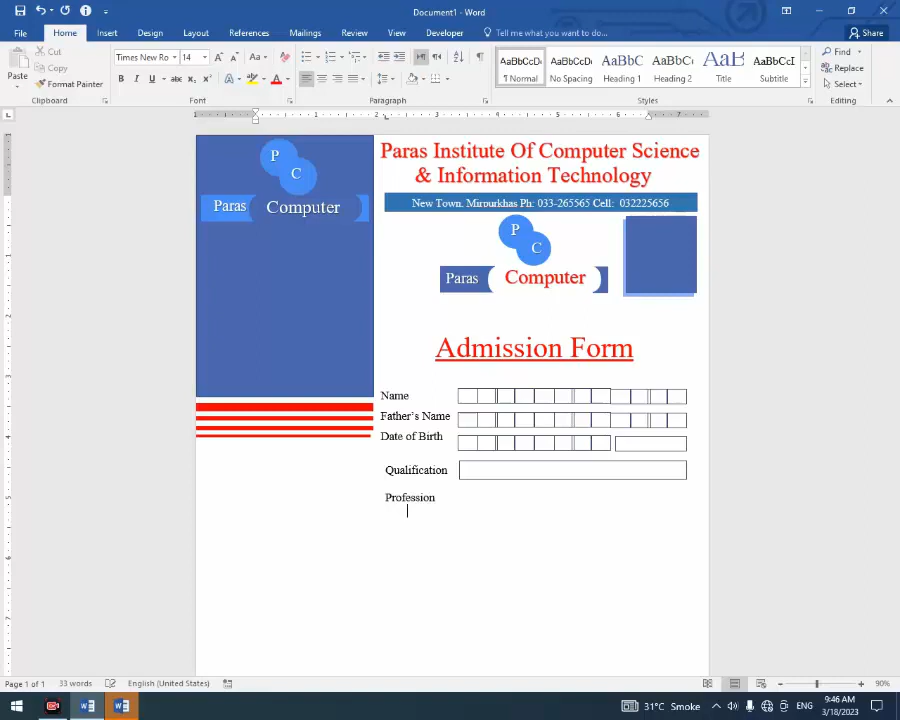 Document1 - Word
File
Home
Insert
Design
Layout
References
Mailings
Review
View
Developer
Tell me what you want to do...
Share
Paste
Cut
Copy
Format Painter
Clipboard
Times New Ro
14
Font
Paragraph
AaBbCcDc
AaBbCcDc
AaBbC
AaBbCc
AaB
AaBbCcI
¶ Normal
No Spacing
Heading 1
Heading 2
Title
Subtitle
Styles
Find
Replace
Select
Editing
P
C
Paras Computer
Paras Institute Of Computer Science
& Information Technology
New Town, Mirpurkhas Ph: 033-265565 Cell: 032225656
P
C
Paras Computer
Admission Form
Name
Father's Name
Date of Birth
Qualification
Profession
Page 1 of 1
33 words
English (United States)
90%
31°C Smoke
ENG
9:46 AM
3/18/2023